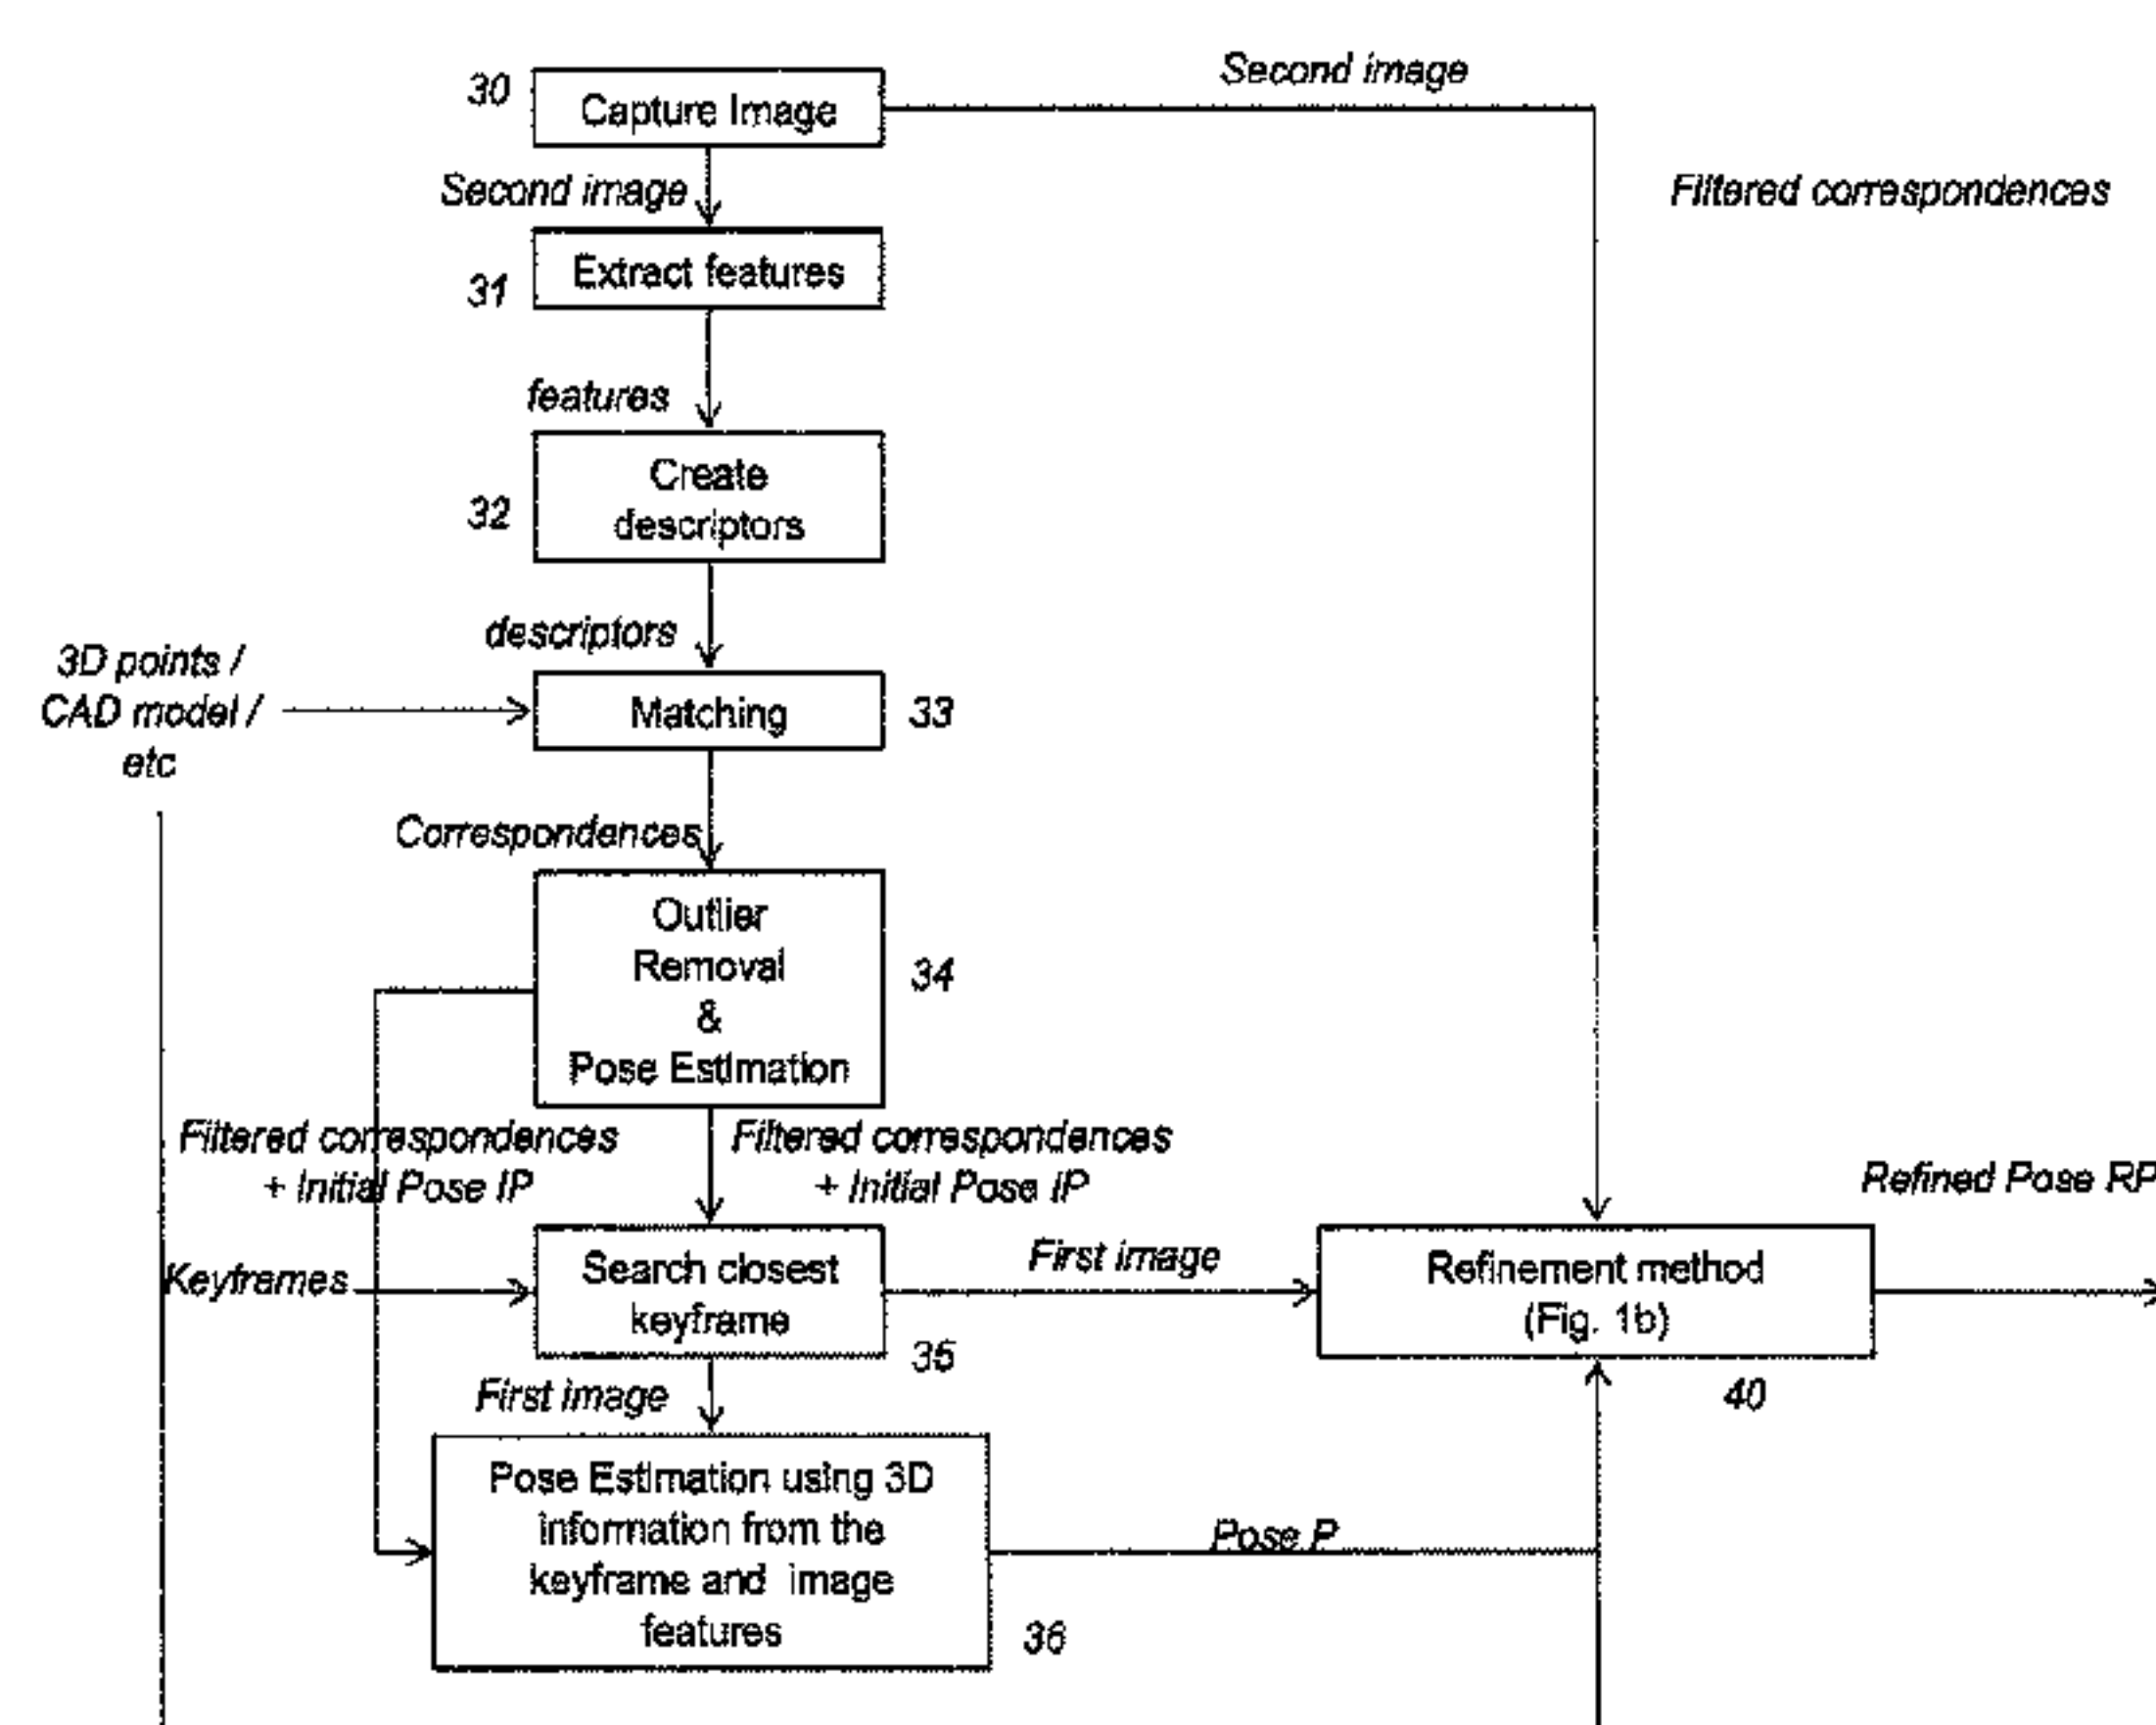 30
Capture Image
Second image
Second image
Filtered correspondences
31
Extract features
features
32
Create
descriptors
descriptors
3D points /
CAD model /
etc
Matching
33
Correspondences
Outlier
Removal
&
Pose Estimation
34
Filtered correspondences
+ Initial Pose IP
Filtered correspondences
+ Initial Pose IP
Keyframes
Search closest
keyframe
35
First image
Refinement method
(Fig. 1b)
40
Refined Pose RP
First image
Pose Estimation using 3D
information from the
keyframe and image
features
36
Pose P